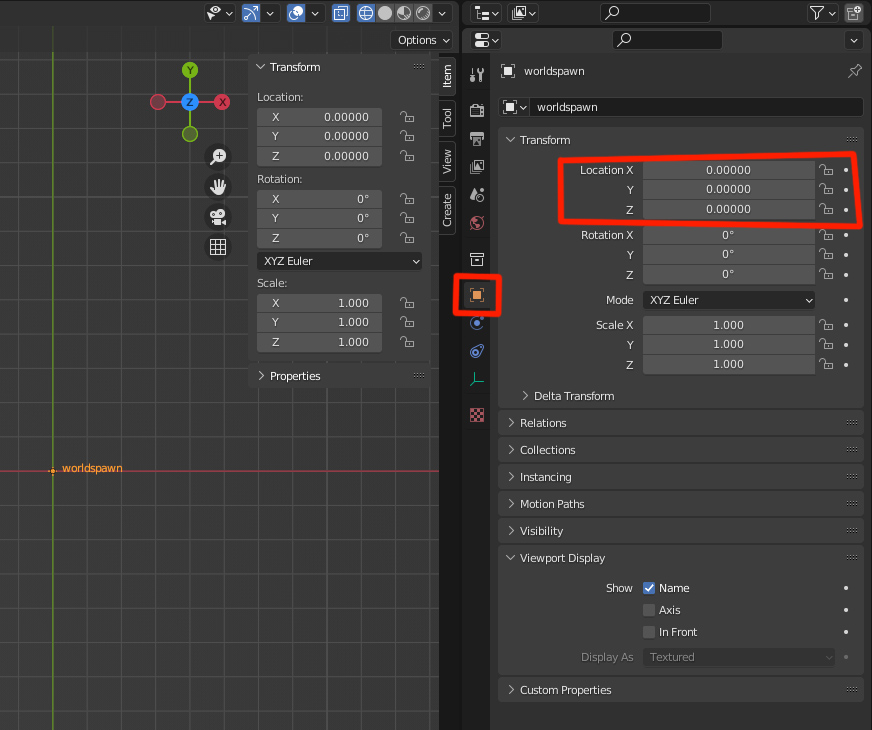 Options
Y
X
Z
Item
Tool
View
Create
Transform
Location:
X 0.00000
Y 0.00000
Z 0.00000
Rotation:
X 0°
Y 0°
Z 0°
XYZ Euler
Scale:
X 1.000
Y 1.000
Z 1.000
Properties
worldspawn
worldspawn
worldspawn
Transform
Location X 0.00000
Y 0.00000
Z 0.00000
Rotation X 0°
Y 0°
Z 0°
Mode XYZ Euler
Scale X 1.000
Y 1.000
Z 1.000
Delta Transform
Relations
Collections
Instancing
Motion Paths
Visibility
Viewport Display
Show Name
Axis
In Front
Display As Textured
Custom Properties